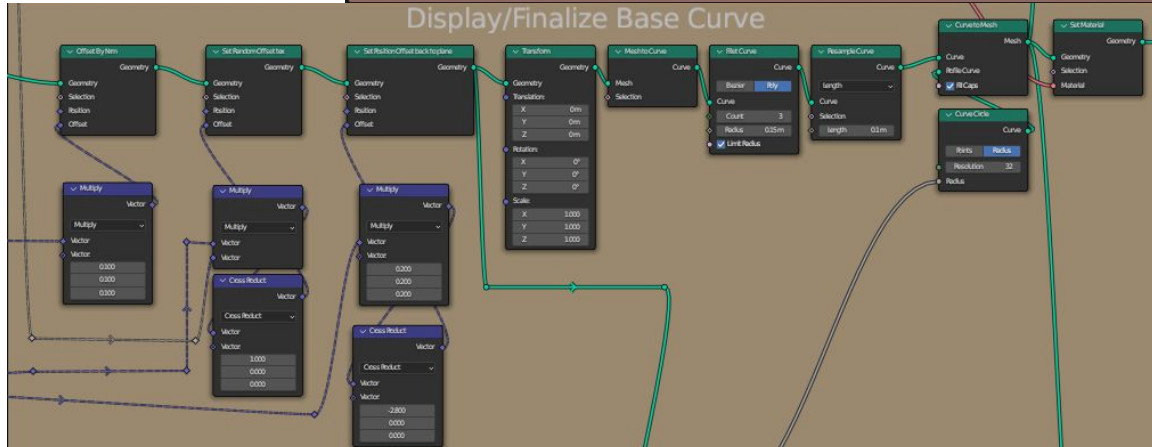 Display/Finalize Base Curve
Offset By Nrm
Geometry
Geometry
Selection
Position
Offset
Set Random Offset tex
Geometry
Geometry
Selection
Position
Offset
Set Position Offset back to plane
Geometry
Geometry
Selection
Position
Offset
Transform
Geometry
Geometry
Translation:
X 0m
Y 0m
Z 0m
Rotation:
X 0°
Y 0°
Z 0°
Scale:
X 1.000
Y 1.000
Z 1.000
Mesh to Curve
Curve
Mesh
Selection
Fillet Curve
Curve
Bezier Poly
Curve
Count 3
Radius 0.15 m
Limit Radius
Resample Curve
Curve
Length
Curve
Selection
Length 0.1 m
Curve to Mesh
Mesh
Curve
Profile Curve
Fill Caps
Set Material
Geometry
Geometry
Selection
Material
Curve Circle
Curve
Points Radius
Resolution 32
Radius
Multiply
Vector
Multiply
Vector
Vector:
0.100
0.100
0.100
Multiply
Vector
Multiply
Vector
Vector
Cross Product
Vector
Cross Product
Vector
Vector:
1.000
0.000
0.000
Multiply
Vector
Multiply
Vector
Vector:
0.200
0.200
0.200
Cross Product
Vector
Cross Product
Vector
Vector:
-2.800
0.000
0.000